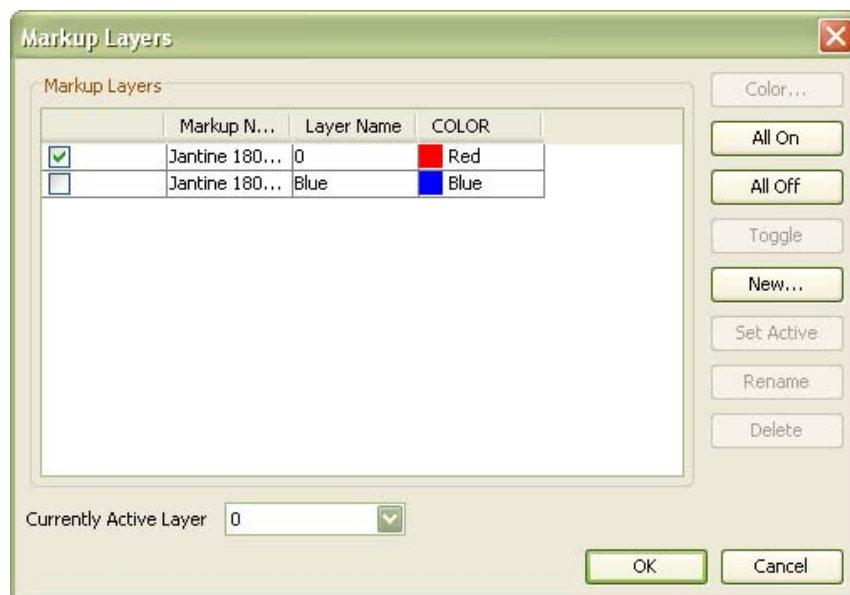 Markup Layers
Markup Layers
Markup N... Layer Name COLOR
Jantine 180... 0 Red
Jantine 180... Blue Blue
Color...
All On
All Off
Toggle
New...
Set Active
Rename
Delete
Currently Active Layer 0
OK Cancel